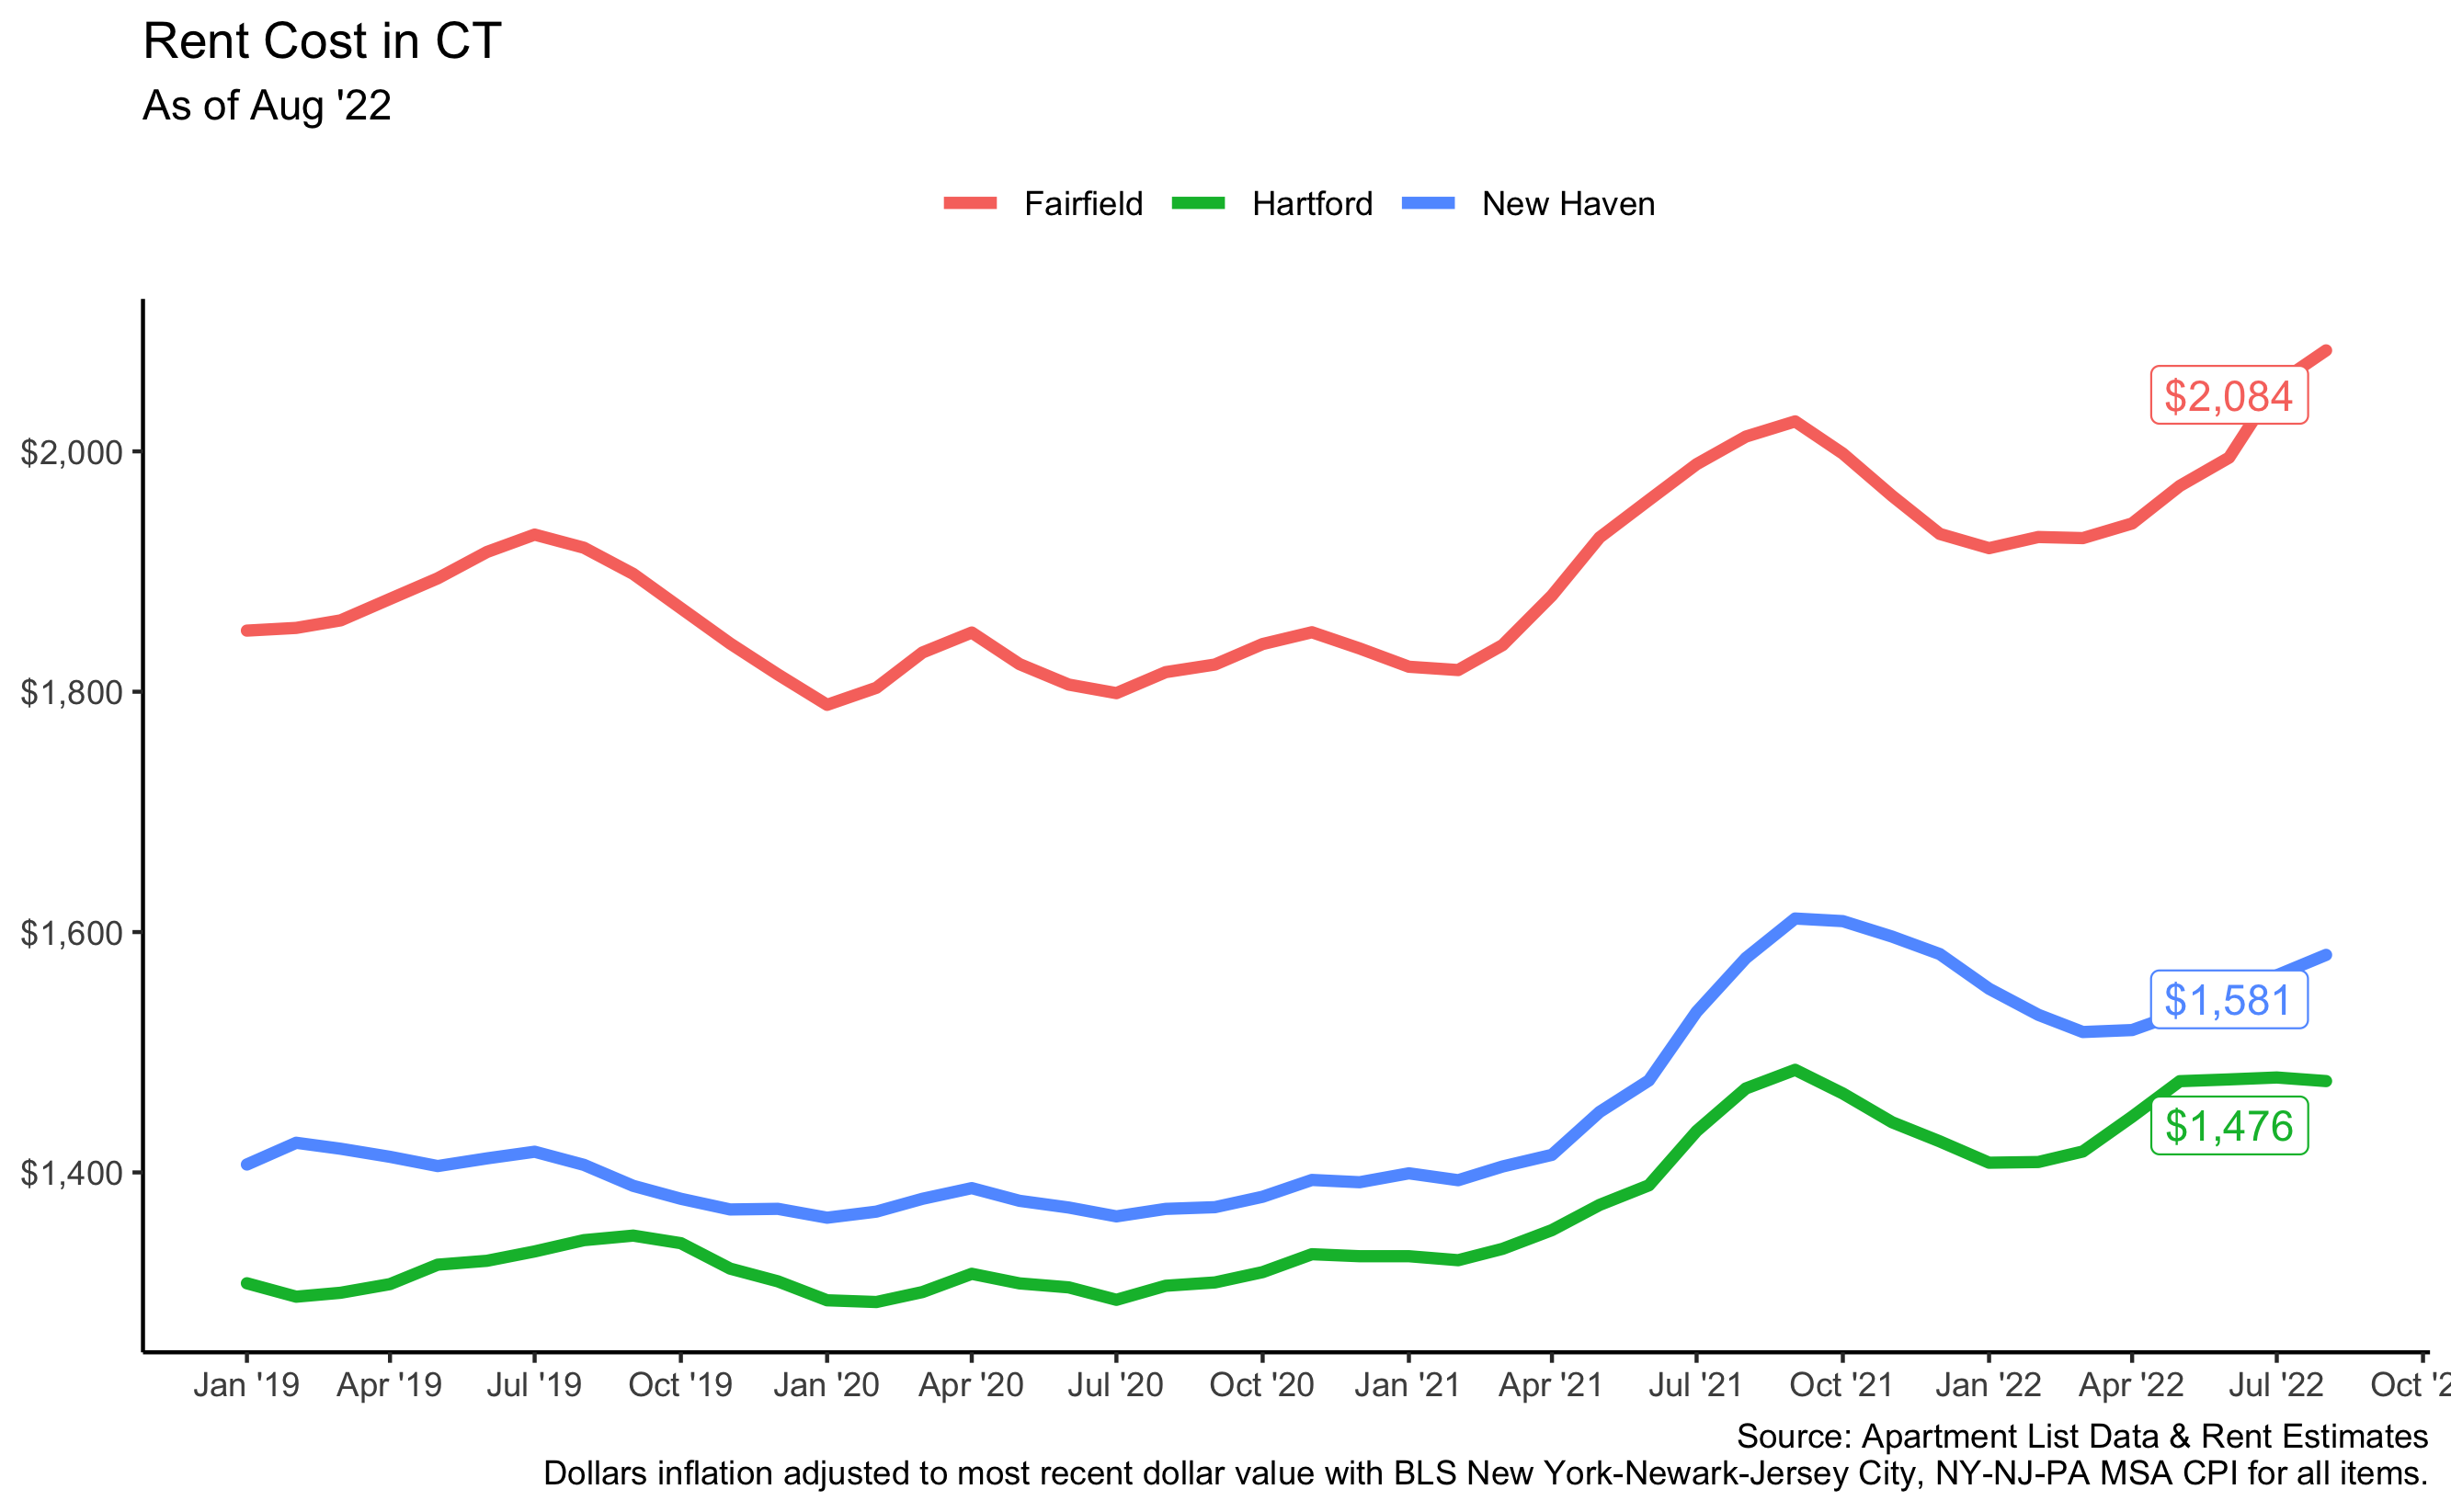 Rent Cost in CT
As of Aug '22
Fairfield Hartford New Haven
$2,084
$2,000
$1,800
$1,600
$1,581
$1,476
$1,400
Jan '19 Apr '19 Jul '19 Oct '19 Jan '20 Apr '20 Jul '20 Oct '20 Jan '21 Apr '21 Jul '21 Oct '21 Jan '22 Apr '22 Jul '22 Oct '2
Source: Apartment List Data & Rent Estimates
Dollars inflation adjusted to most recent dollar value with BLS New York-Newark-Jersey City, NY-NJ-PA MSA CPI for all items.